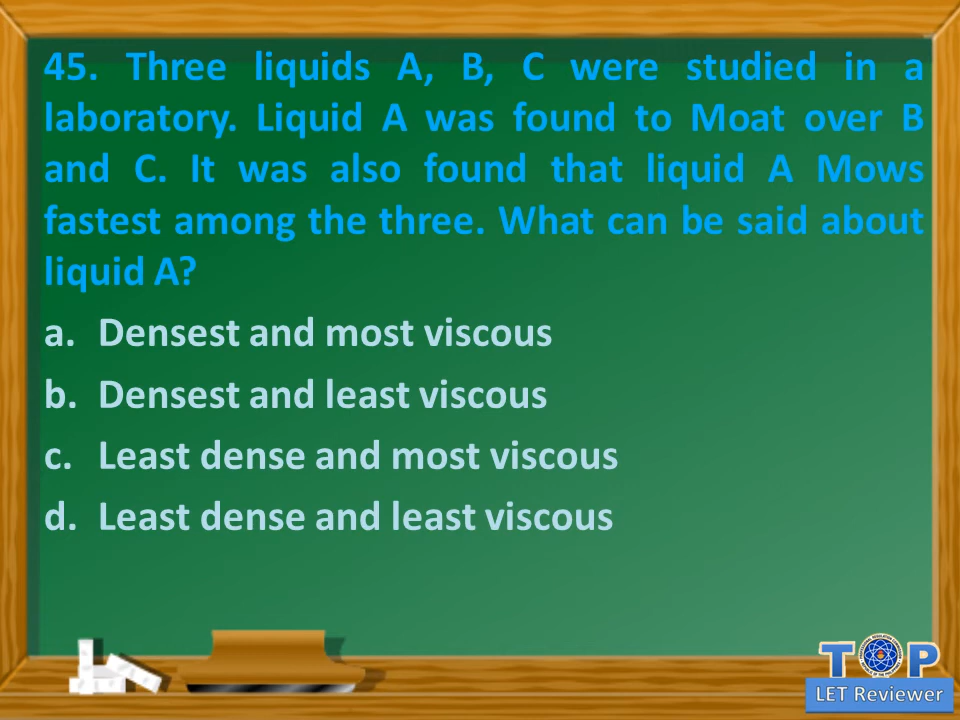 45. Three liquids A, B, C were studied in a
laboratory. Liquid A was found to Moat over B
and C. It was also found that liquid A Mows
fastest among the three. What can be said about
liquid A?
a. Densest and most viscous
b. Densest and least viscous
c. Least dense and most viscous
d. Least dense and least viscous
TOP
LET Reviewer